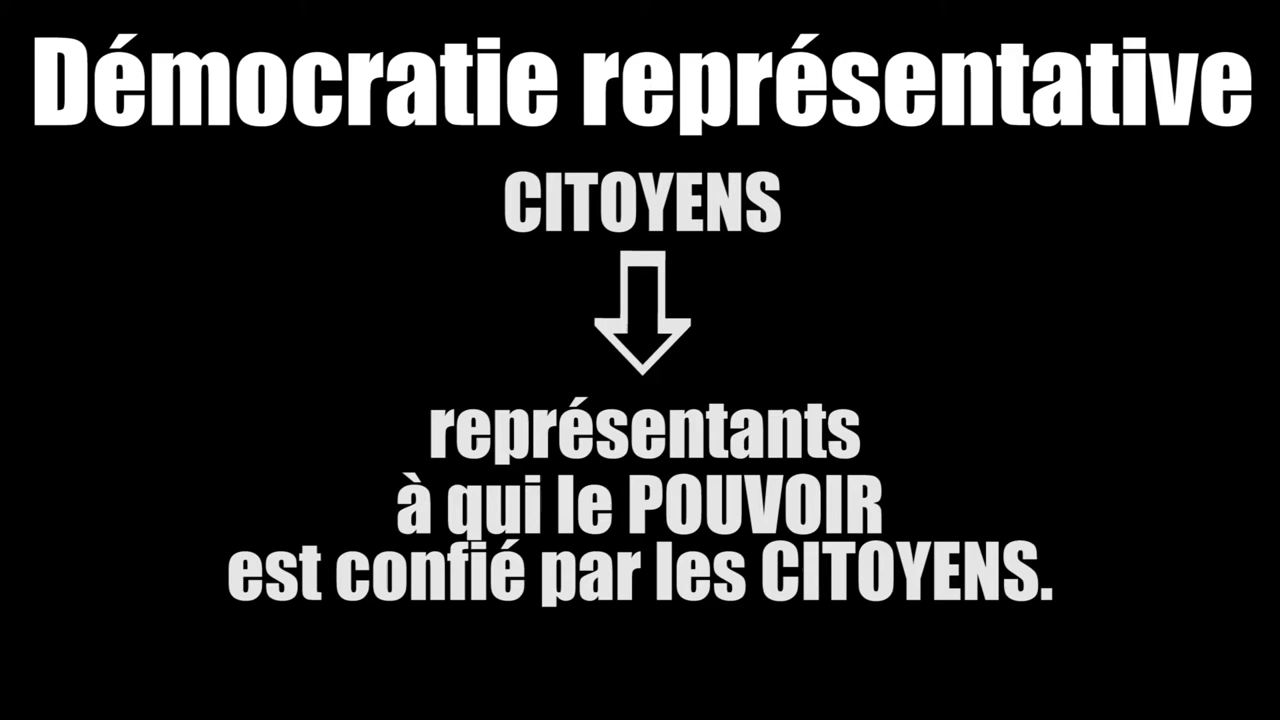 Démocratie représentative
CITOYENS
représentants
à qui le POUVOIR
est confié par les CITOYENS.